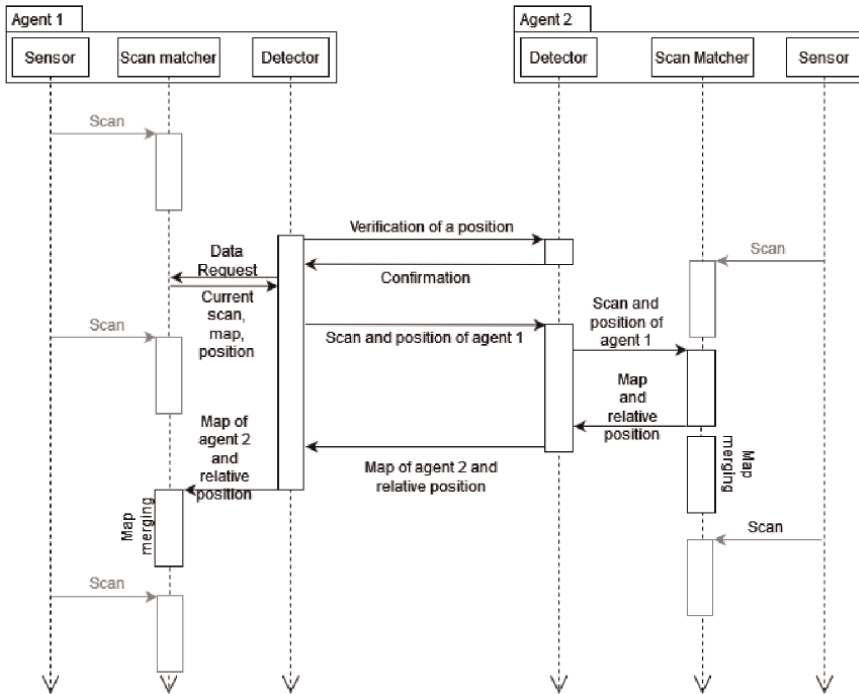 Agent 1
Agent 2
Sensor
Scan matcher
Detector
Detector
Scan Matcher
Sensor
Scan
Verification of a position
Data
Request
Confirmation
Scan
Current
scan,
map,
position
Scan and
position of
agent 1
Scan
Scan and position of agent 1
Map
and
relative
position
Map of
agent 2
and
relative
position
Map of agent 2 and
relative position
Map
merging
Map
merging
Scan
Scan